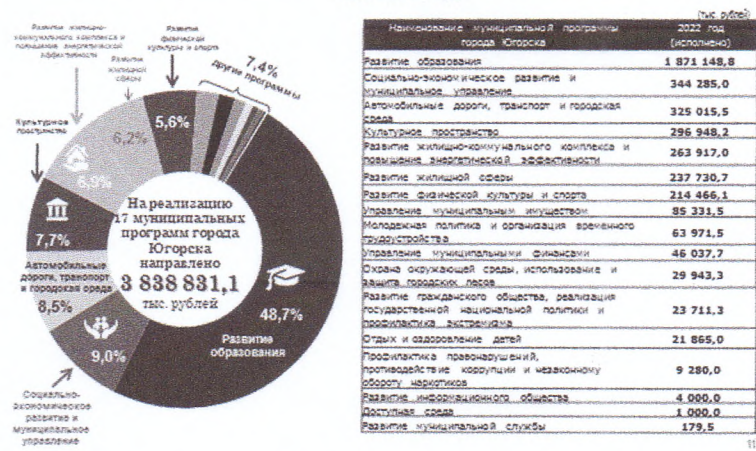 Развитие жилищно-
коммунального комплекса и
повышение энергетической
эффективности
Развитие
жилищной
сферы
Развитие
физической
культуры и спорта
7,4%
другие программы
Культурное
пространство
5,6%
6,2%
6,9%
7,7%
Автомобильные
дороги, транспорт
и городская среда
8,5%
9,0%
Социально-
экономическое
развитие и
муниципальное
управление
48,7%
Развитие
образования
На реализацию
17 муниципальных
программ города
Югорска
направлено
3 838 831,1
тыс. рублей
(тыс. рублей)
Наименование муниципальной программы города Югорска 2022 год (исполнено)
Развитие образования 1 871 148,8
Социально-экономическое развитие и
муниципальное управление 344 285,0
Автомобильные дороги, транспорт и городская
среда 325 015,5
Культурное пространство 296 948,2
Развитие жилищно-коммунального комплекса и
повышение энергетической эффективности 263 917,0
Развитие жилищной сферы 237 730,7
Развитие физической культуры и спорта 214 466,1
Управление муниципальным имуществом 85 331,5
Молодежная политика и организация временного
трудоустройства 63 971,5
Управление муниципальными финансами 46 037,7
Охрана окружающей среды, использование и
защита городских лесов 29 943,3
Развитие гражданского общества, реализация
государственной национальной политики и
профилактика экстремизма 23 711,3
Отдых и оздоровление детей 21 865,0
Профилактика правонарушений,
противодействие коррупции и незаконному
обороту наркотиков 9 280,0
Развитие информационного общества 4 000,0
Доступная среда 1 000,0
Развитие муниципальной службы 179,5
11